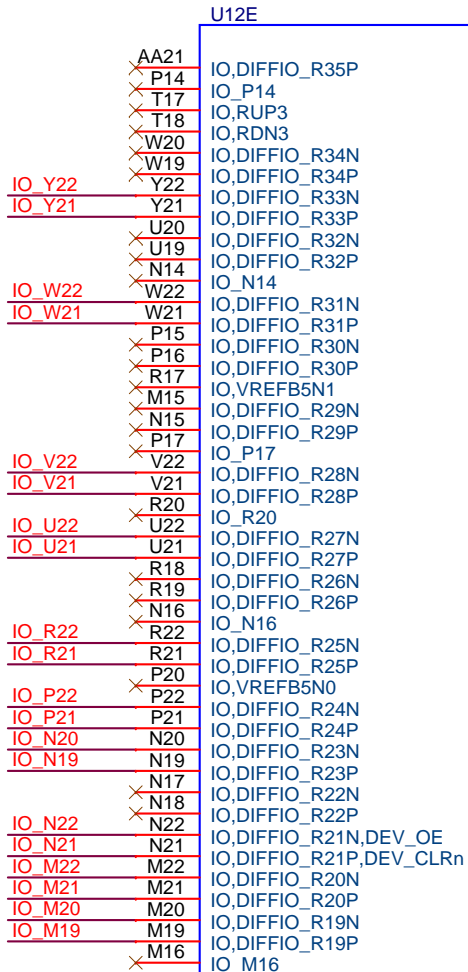 U12E
AA21 IO,DIFFIO_R35P
P14 IO_P14
T17 IO,RUP3
T18 IO,RDN3
W20 IO,DIFFIO_R34N
W19 IO,DIFFIO_R34P
IO_Y22 Y22 IO,DIFFIO_R33N
IO_Y21 Y21 IO,DIFFIO_R33P
U20 IO,DIFFIO_R32N
U19 IO,DIFFIO_R32P
N14 IO_N14
IO_W22 W22 IO,DIFFIO_R31N
IO_W21 W21 IO,DIFFIO_R31P
P15 IO,DIFFIO_R30N
P16 IO,DIFFIO_R30P
R17 IO,VREFB5N1
M15 IO,DIFFIO_R29N
N15 IO,DIFFIO_R29P
P17 IO_P17
IO_V22 V22 IO,DIFFIO_R28N
IO_V21 V21 IO,DIFFIO_R28P
R20 IO_R20
IO_U22 U22 IO,DIFFIO_R27N
IO_U21 U21 IO,DIFFIO_R27P
R18 IO,DIFFIO_R26N
R19 IO,DIFFIO_R26P
N16 IO_N16
IO_R22 R22 IO,DIFFIO_R25N
IO_R21 R21 IO,DIFFIO_R25P
P20 IO,VREFB5N0
IO_P22 P22 IO,DIFFIO_R24N
IO_P21 P21 IO,DIFFIO_R24P
IO_N20 N20 IO,DIFFIO_R23N
IO_N19 N19 IO,DIFFIO_R23P
N17 IO,DIFFIO_R22N
N18 IO,DIFFIO_R22P
IO_N22 N22 IO,DIFFIO_R21N,DEV_OE
IO_N21 N21 IO,DIFFIO_R21P,DEV_CLRn
IO_M22 M22 IO,DIFFIO_R20N
IO_M21 M21 IO,DIFFIO_R20P
IO_M20 M20 IO,DIFFIO_R19N
IO_M19 M19 IO,DIFFIO_R19P
M16 IO_M16